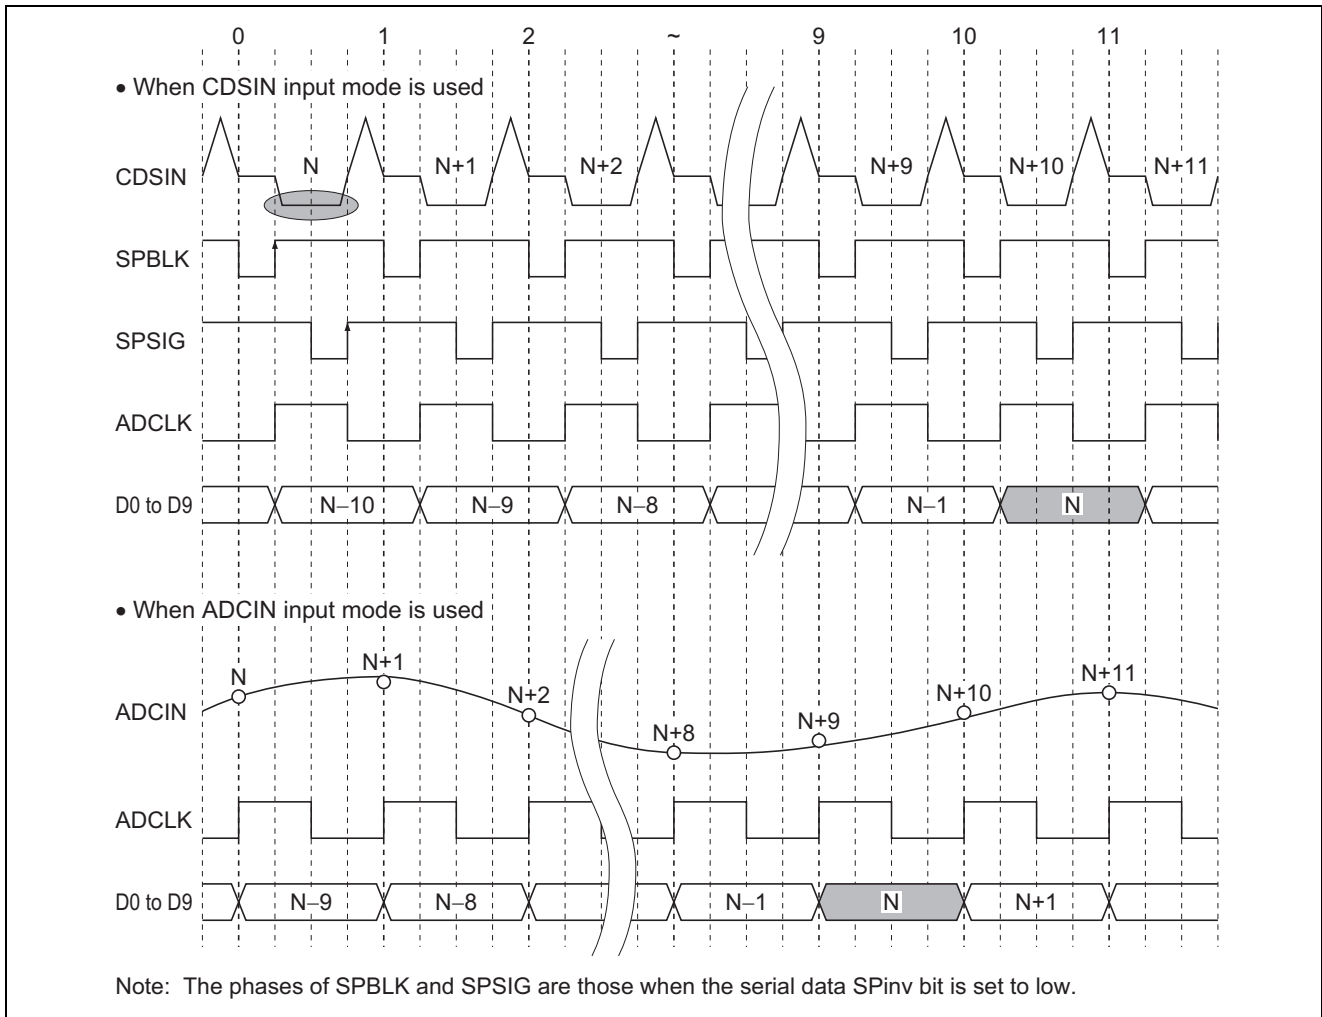 0 1 2 ~ 9 10 11
• When CDSIN input mode is used
CDSIN N N+1 N+2 N+9 N+10 N+11
SPBLK
SPSIG
ADCLK
D0 to D9 N–10 N–9 N–8 N–1 N
• When ADCIN input mode is used
ADCIN N N+1 N+2 N+8 N+9 N+10 N+11
ADCLK
D0 to D9 N–9 N–8 N–1 N N+1
Note: The phases of SPBLK and SPSIG are those when the serial data SPinv bit is set to low.